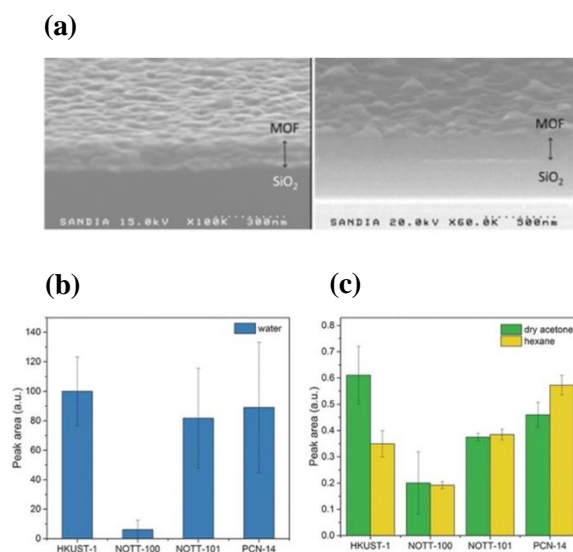 (a)
MOF
SiO₂
SANDIA 15.0kV X100K 300nm
MOF
SiO₂
SANDIA 20.0kV X60.0K 500nm
(b)
Peak area (a.u.)
150
140
120
100
80
60
40
20
0
water
HKUST-1 NOTT-100 NOTT-101 PCN-14
(c)
Peak area (a.u.)
0.8
0.7
0.6
0.5
0.4
0.3
0.2
0.1
0.0
dry acetone
hexane
HKUST-1 NOTT-100 NOTT-101 PCN-14